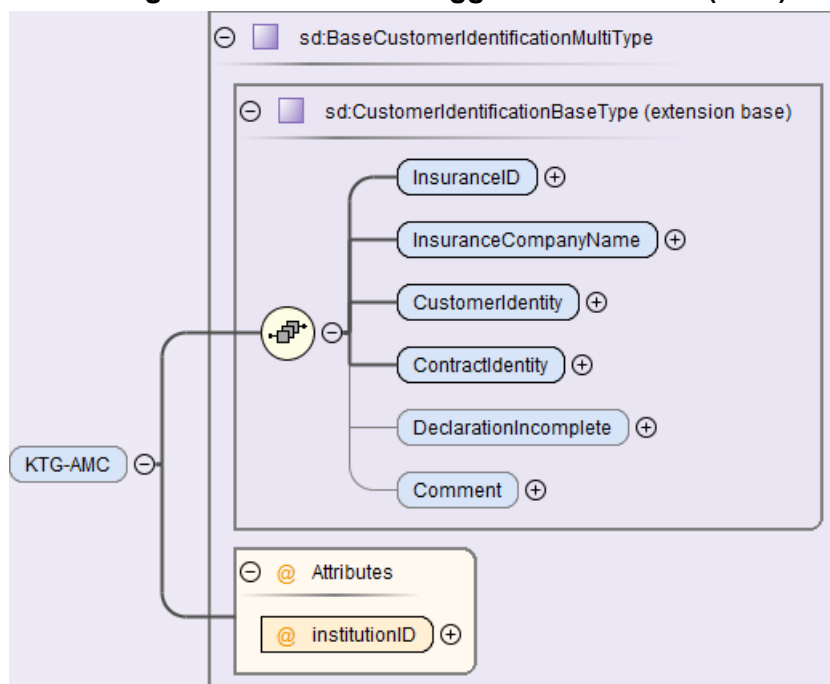 sd:BaseCustomerIdentificationMultiType
sd:CustomerIdentificationBaseType (extension base)
InsuranceID
InsuranceCompanyName
CustomerIdentity
ContractIdentity
DeclarationIncomplete
KTG-AMC
Comment
@ Attributes
@ institutionID